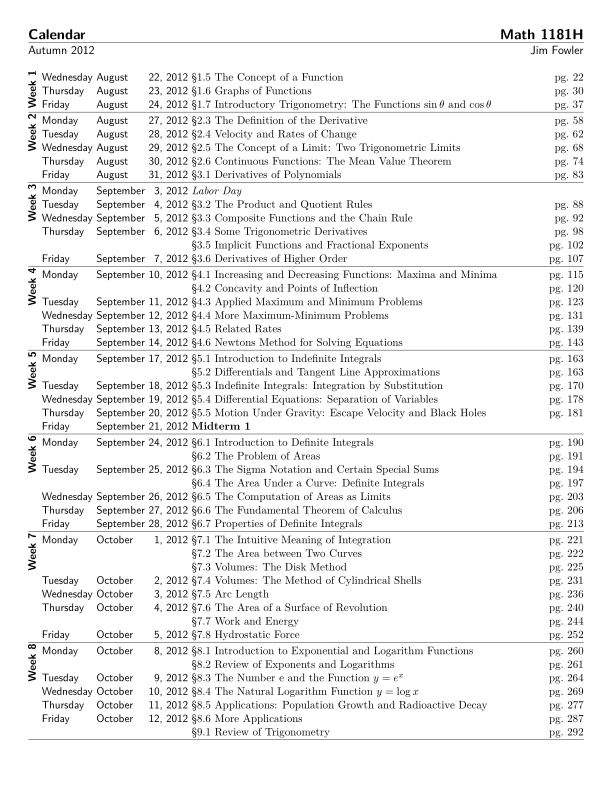 Calendar Math 1181H
Autumn 2012 Jim Fowler
Week 1
Wednesday August 22, 2012 §1.5 The Concept of a Function pg. 22
Thursday August 23, 2012 §1.6 Graphs of Functions pg. 30
Friday August 24, 2012 §1.7 Introductory Trigonometry: The Functions sin θ and cos θ pg. 37
Week 2
Monday August 27, 2012 §2.3 The Definition of the Derivative pg. 58
Tuesday August 28, 2012 §2.4 Velocity and Rates of Change pg. 62
Wednesday August 29, 2012 §2.5 The Concept of a Limit: Two Trigonometric Limits pg. 68
Thursday August 30, 2012 §2.6 Continuous Functions: The Mean Value Theorem pg. 74
Friday August 31, 2012 §3.1 Derivatives of Polynomials pg. 83
Week 3
Monday September 3, 2012 Labor Day
Tuesday September 4, 2012 §3.2 The Product and Quotient Rules pg. 88
Wednesday September 5, 2012 §3.3 Composite Functions and the Chain Rule pg. 92
Thursday September 6, 2012 §3.4 Some Trigonometric Derivatives pg. 98
§3.5 Implicit Functions and Fractional Exponents pg. 102
Friday September 7, 2012 §3.6 Derivatives of Higher Order pg. 107
Week 4
Monday September 10, 2012 §4.1 Increasing and Decreasing Functions: Maxima and Minima pg. 115
§4.2 Concavity and Points of Inflection pg. 120
Tuesday September 11, 2012 §4.3 Applied Maximum and Minimum Problems pg. 123
Wednesday September 12, 2012 §4.4 More Maximum-Minimum Problems pg. 131
Thursday September 13, 2012 §4.5 Related Rates pg. 139
Friday September 14, 2012 §4.6 Newtons Method for Solving Equations pg. 143
Week 5
Monday September 17, 2012 §5.1 Introduction to Indefinite Integrals pg. 163
§5.2 Differentials and Tangent Line Approximations pg. 163
Tuesday September 18, 2012 §5.3 Indefinite Integrals: Integration by Substitution pg. 170
Wednesday September 19, 2012 §5.4 Differential Equations: Separation of Variables pg. 178
Thursday September 20, 2012 §5.5 Motion Under Gravity: Escape Velocity and Black Holes pg. 181
Friday September 21, 2012 Midterm 1
Week 6
Monday September 24, 2012 §6.1 Introduction to Definite Integrals pg. 190
§6.2 The Problem of Areas pg. 191
Tuesday September 25, 2012 §6.3 The Sigma Notation and Certain Special Sums pg. 194
§6.4 The Area Under a Curve: Definite Integrals pg. 197
Wednesday September 26, 2012 §6.5 The Computation of Areas as Limits pg. 203
Thursday September 27, 2012 §6.6 The Fundamental Theorem of Calculus pg. 206
Friday September 28, 2012 §6.7 Properties of Definite Integrals pg. 213
Week 7
Monday October 1, 2012 §7.1 The Intuitive Meaning of Integration pg. 221
§7.2 The Area between Two Curves pg. 222
§7.3 Volumes: The Disk Method pg. 225
Tuesday October 2, 2012 §7.4 Volumes: The Method of Cylindrical Shells pg. 231
Wednesday October 3, 2012 §7.5 Arc Length pg. 236
Thursday October 4, 2012 §7.6 The Area of a Surface of Revolution pg. 240
§7.7 Work and Energy pg. 244
Friday October 5, 2012 §7.8 Hydrostatic Force pg. 252
Week 8
Monday October 8, 2012 §8.1 Introduction to Exponential and Logarithm Functions pg. 260
§8.2 Review of Exponents and Logarithms pg. 261
Tuesday October 9, 2012 §8.3 The Number e and the Function y = eˣ pg. 264
Wednesday October 10, 2012 §8.4 The Natural Logarithm Function y = log x pg. 269
Thursday October 11, 2012 §8.5 Applications: Population Growth and Radioactive Decay pg. 277
Friday October 12, 2012 §8.6 More Applications pg. 287
§9.1 Review of Trigonometry pg. 292